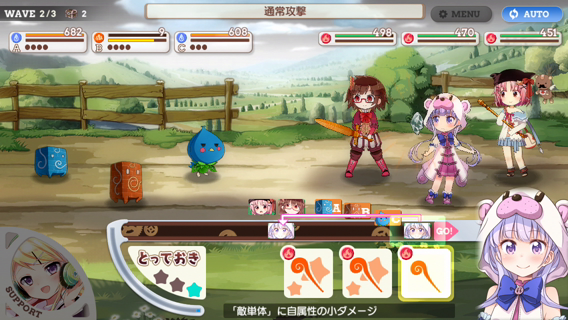 WAVE 2/3 2
通常攻撃
MENU
AUTO
682
A
9
B
608
C
498
470
451
A
B
C
GO!
とっておき
SUPPORT
「敵単体」に自属性の小ダメージ